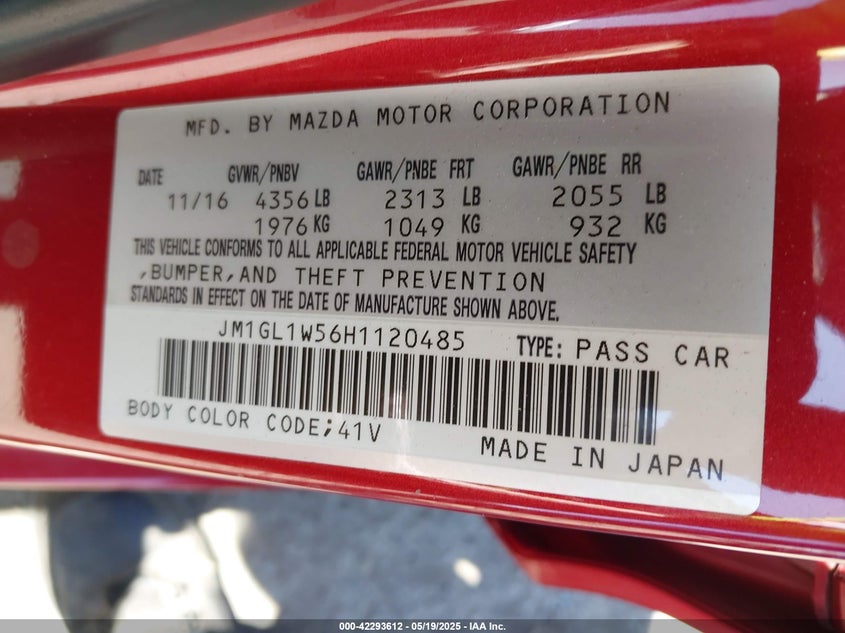 MFD. BY MAZDA MOTOR CORPORATION
DATE GVWR/PNBV GAWR/PNBE FRT GAWR/PNBE RR
11/16 4356 LB 2313 LB 2055 LB
1976 KG 1049 KG 932 KG
THIS VEHICLE CONFORMS TO ALL APPLICABLE FEDERAL MOTOR VEHICLE SAFETY
,BUMPER,AND THEFT PREVENTION
STANDARDS IN EFFECT ON THE DATE OF MANUFACTURE SHOWN ABOVE.
JM1GL1W56H1120485 TYPE: PASS CAR
BODY COLOR CODE;41V
MADE IN JAPAN
000-42293612 - 05/19/2025 - IAA Inc.